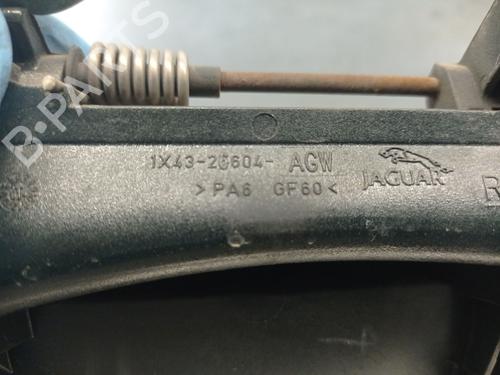 B-PARTS
1X43-26604- AGW
>PA6 GF60<
JAGUAR
R